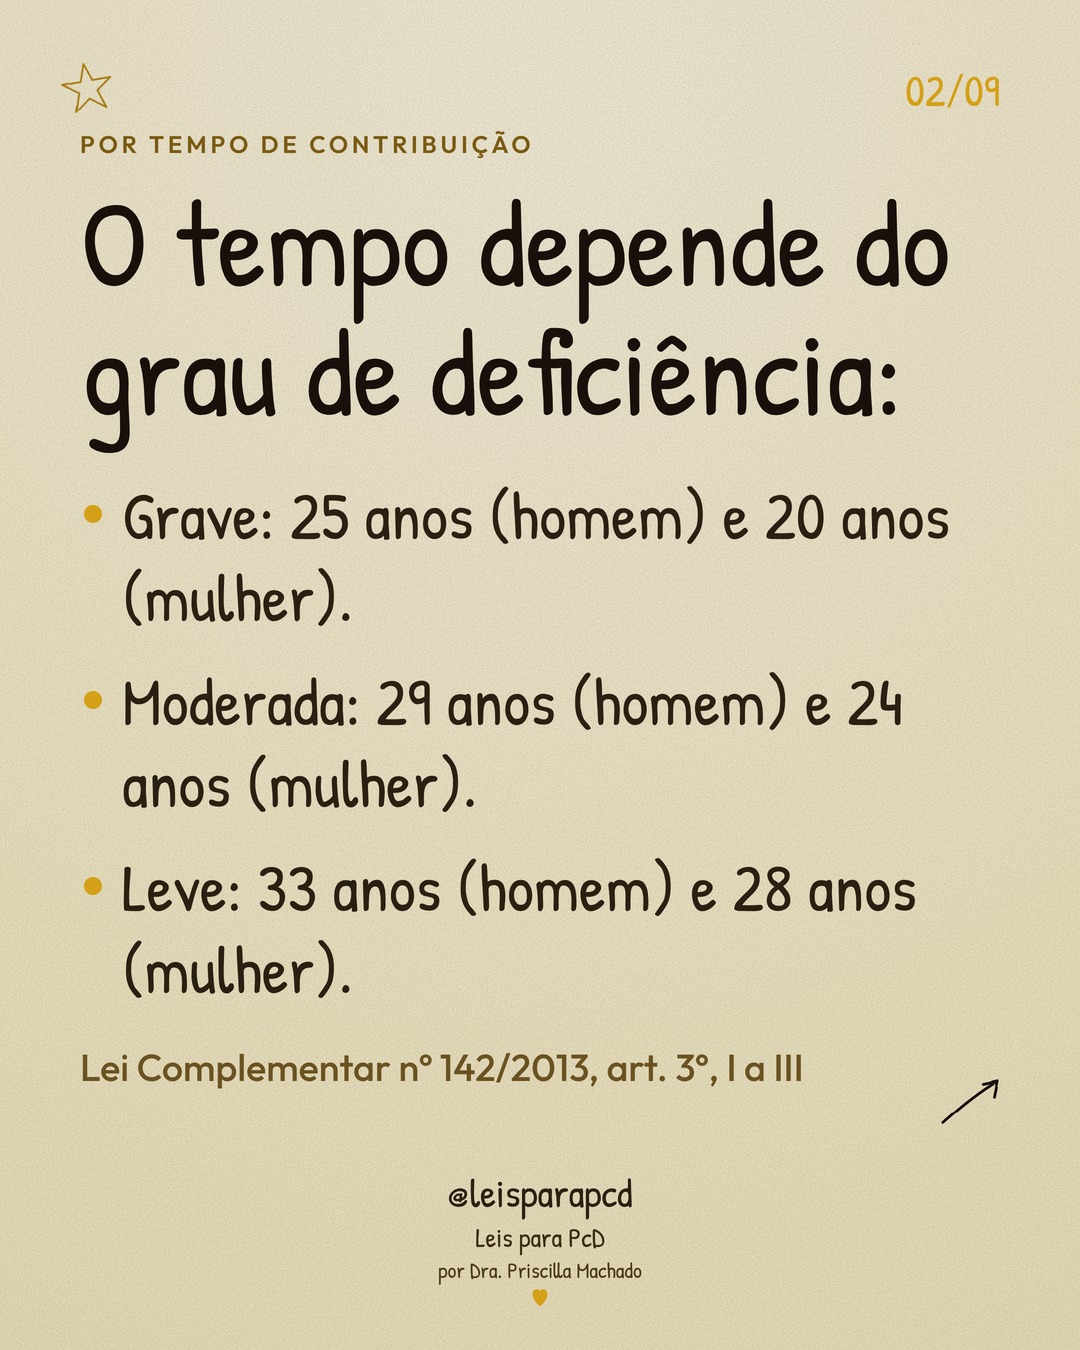 02/09
POR TEMPO DE CONTRIBUIÇÃO
O tempo depende do
grau de deficiência:
• Grave: 25 anos (homem) e 20 anos
(mulher).
• Moderada: 29 anos (homem) e 24
anos (mulher).
• Leve: 33 anos (homem) e 28 anos
(mulher).
Lei Complementar nº 142/2013, art. 3º, I a III
@leisparapcd
Leis para PcD
por Dra. Priscilla Machado